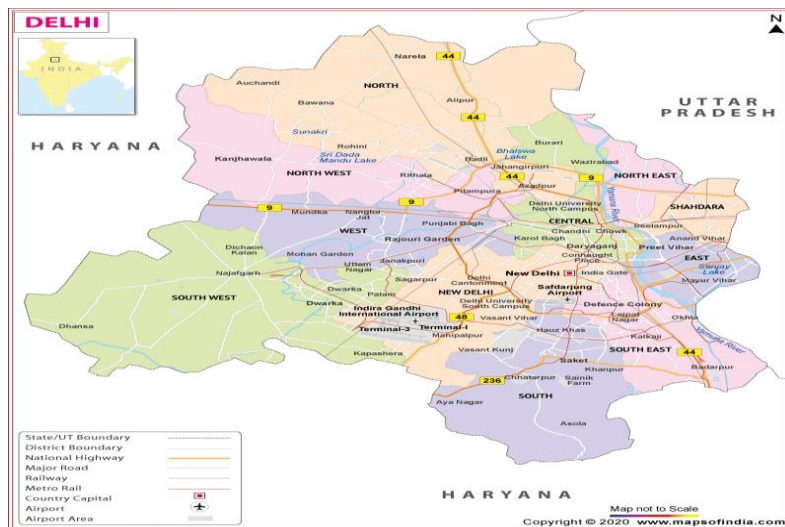 DELHI
N
INDIA
Narela
44
NORTH
Auchandi
Bawana
Alipur
UTTAR
PRADESH
44
HARYANA
Sunakri
Rohini
Burari
Sri Dada
Mandu Lake
Bhalswa
Lake
Wazirabad
Kanjhawala
Badli
Jahangirpuri
NORTH WEST
Rithala
44
9
NORTH EAST
Pitampura
Azadpur
Yamuna River
SHAHDARA
9
Mundka
Nangloi
Jat
9
Delhi University
North Campus
CENTRAL
WEST
Punjabi Bagh
Seelampur
Chandni Chowk
Rajouri Garden
Karol Bagh
Daryaganj
Preet Vihar
Anand Vihar
Dichaon
Kalan
Mohan Garden
Uttam
Nagar
Janakpuri
Connaught
Place
EAST
Sanjay
Lake
Najafgarh
Sagarpur
Delhi
Cantonment
New Delhi
India Gate
Mayur Vihar
SOUTH WEST
Dwarka
Palam
NEW DELHI
Safdarjung
Airport
Dwarka
Delhi University
South Campus
Defence Colony
Indira Gandhi
International Airport
48
Vasant Vihar
Lajpat
Nagar
Okhla
Dhansa
Terminal-3
Terminal-I
Hauz Khas
Yamuna River
Mahipalpur
Kalkaji
Kapashera
Vasant Kunj
SOUTH EAST
44
Saket
Khanpur
Badarpur
236
Chhatarpur
Sainik
Farm
SOUTH
Aya Nagar
Asola
State/UT Boundary
District Boundary
National Highway
Major Road
Railway
Metro Rail
Country Capital
Airport
Airport Area
HARYANA
Map not to Scale
Copyright © 2020 www.mapsofindia.com